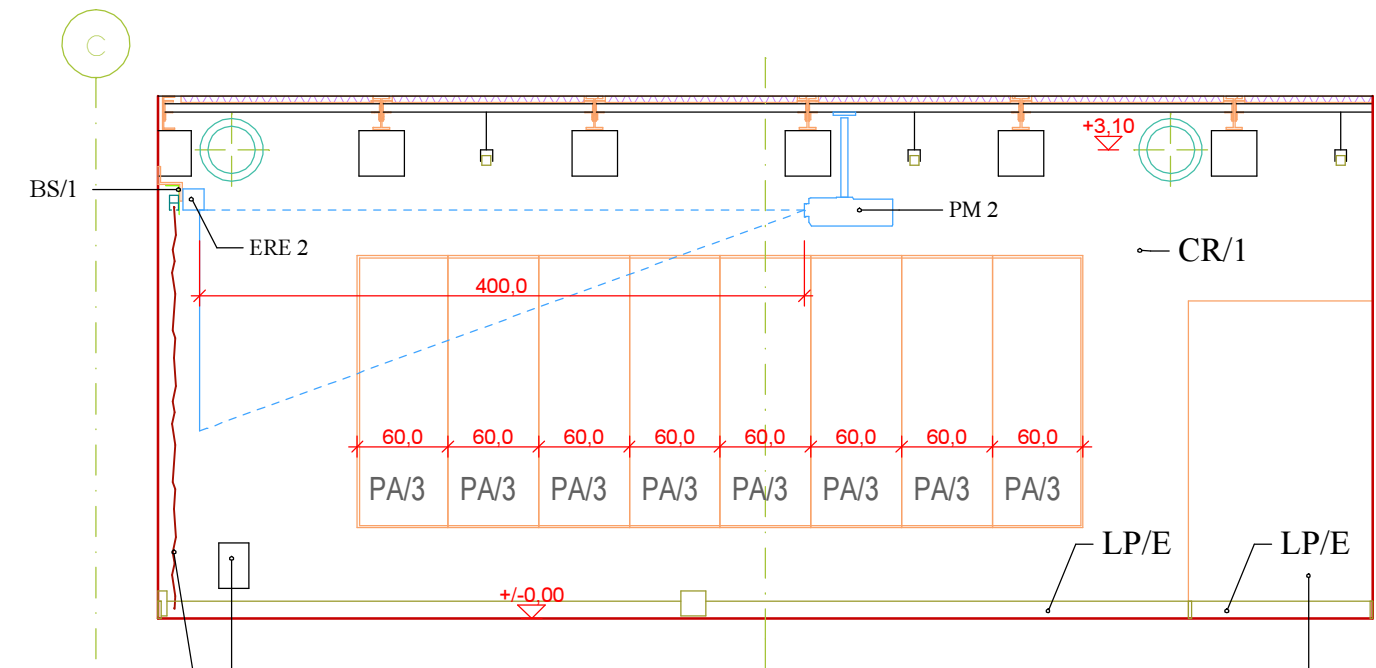 C
+3,10
BS/1
PM 2
ERE 2
CR/1
400,0
60,0 60,0 60,0 60,0 60,0 60,0 60,0 60,0
PA/3 PA/3 PA/3 PA/3 PA/3 PA/3 PA/3 PA/3
LP/E LP/E
+/-0,00